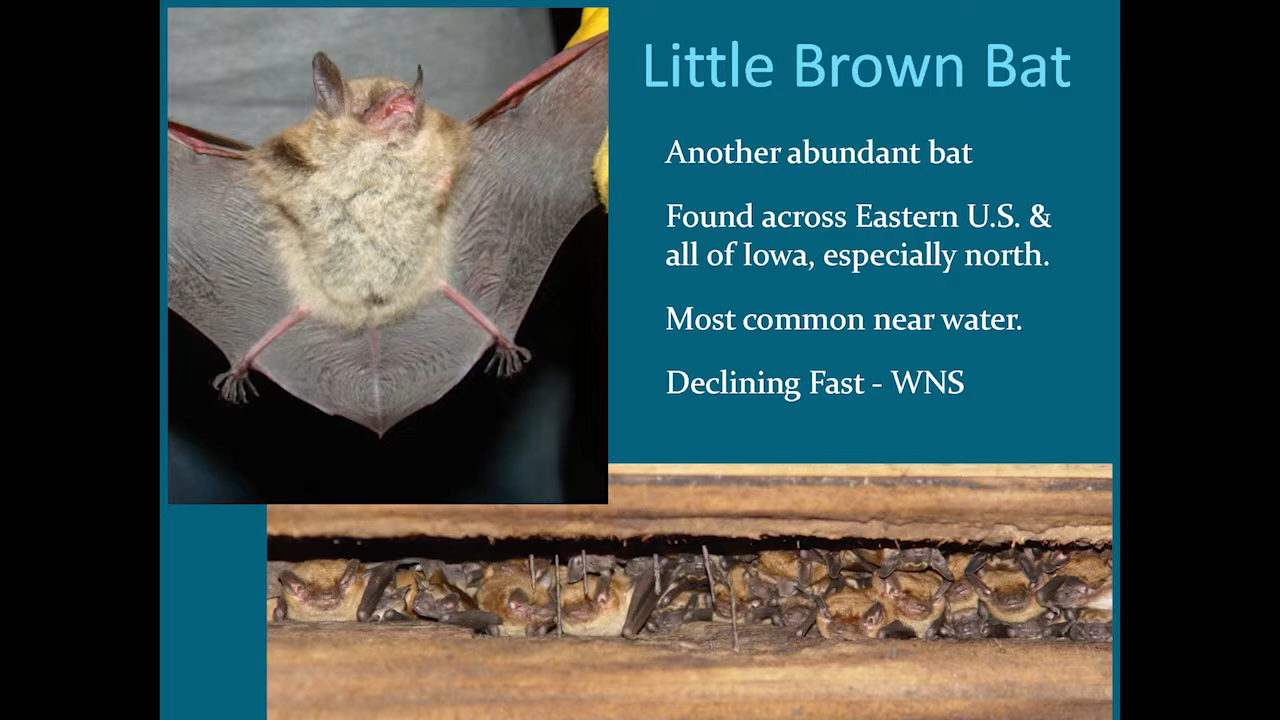 Little Brown Bat
Another abundant bat
Found across Eastern U.S. &
all of Iowa, especially north.
Most common near water.
Declining Fast - WNS